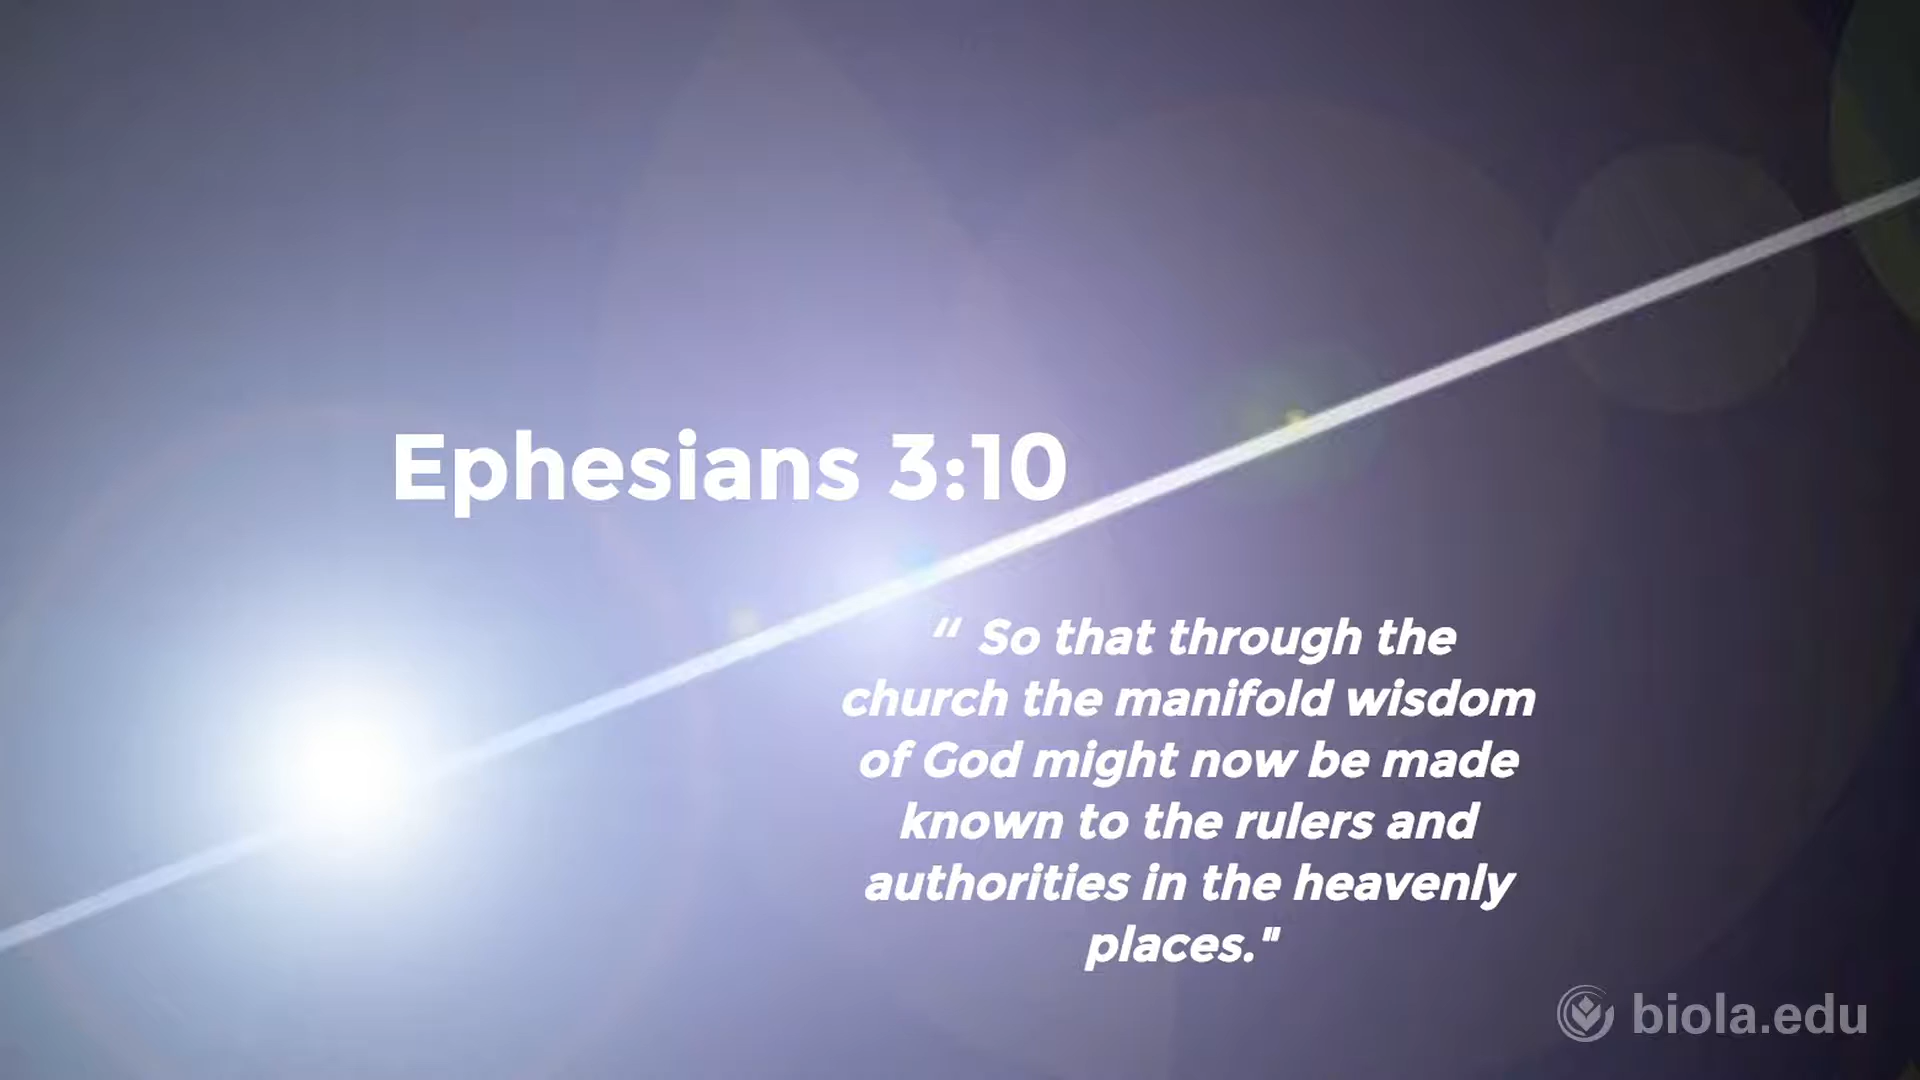 Ephesians 3:10
“ So that through the
church the manifold wisdom
of God might now be made
known to the rulers and
authorities in the heavenly
places."
biola.edu